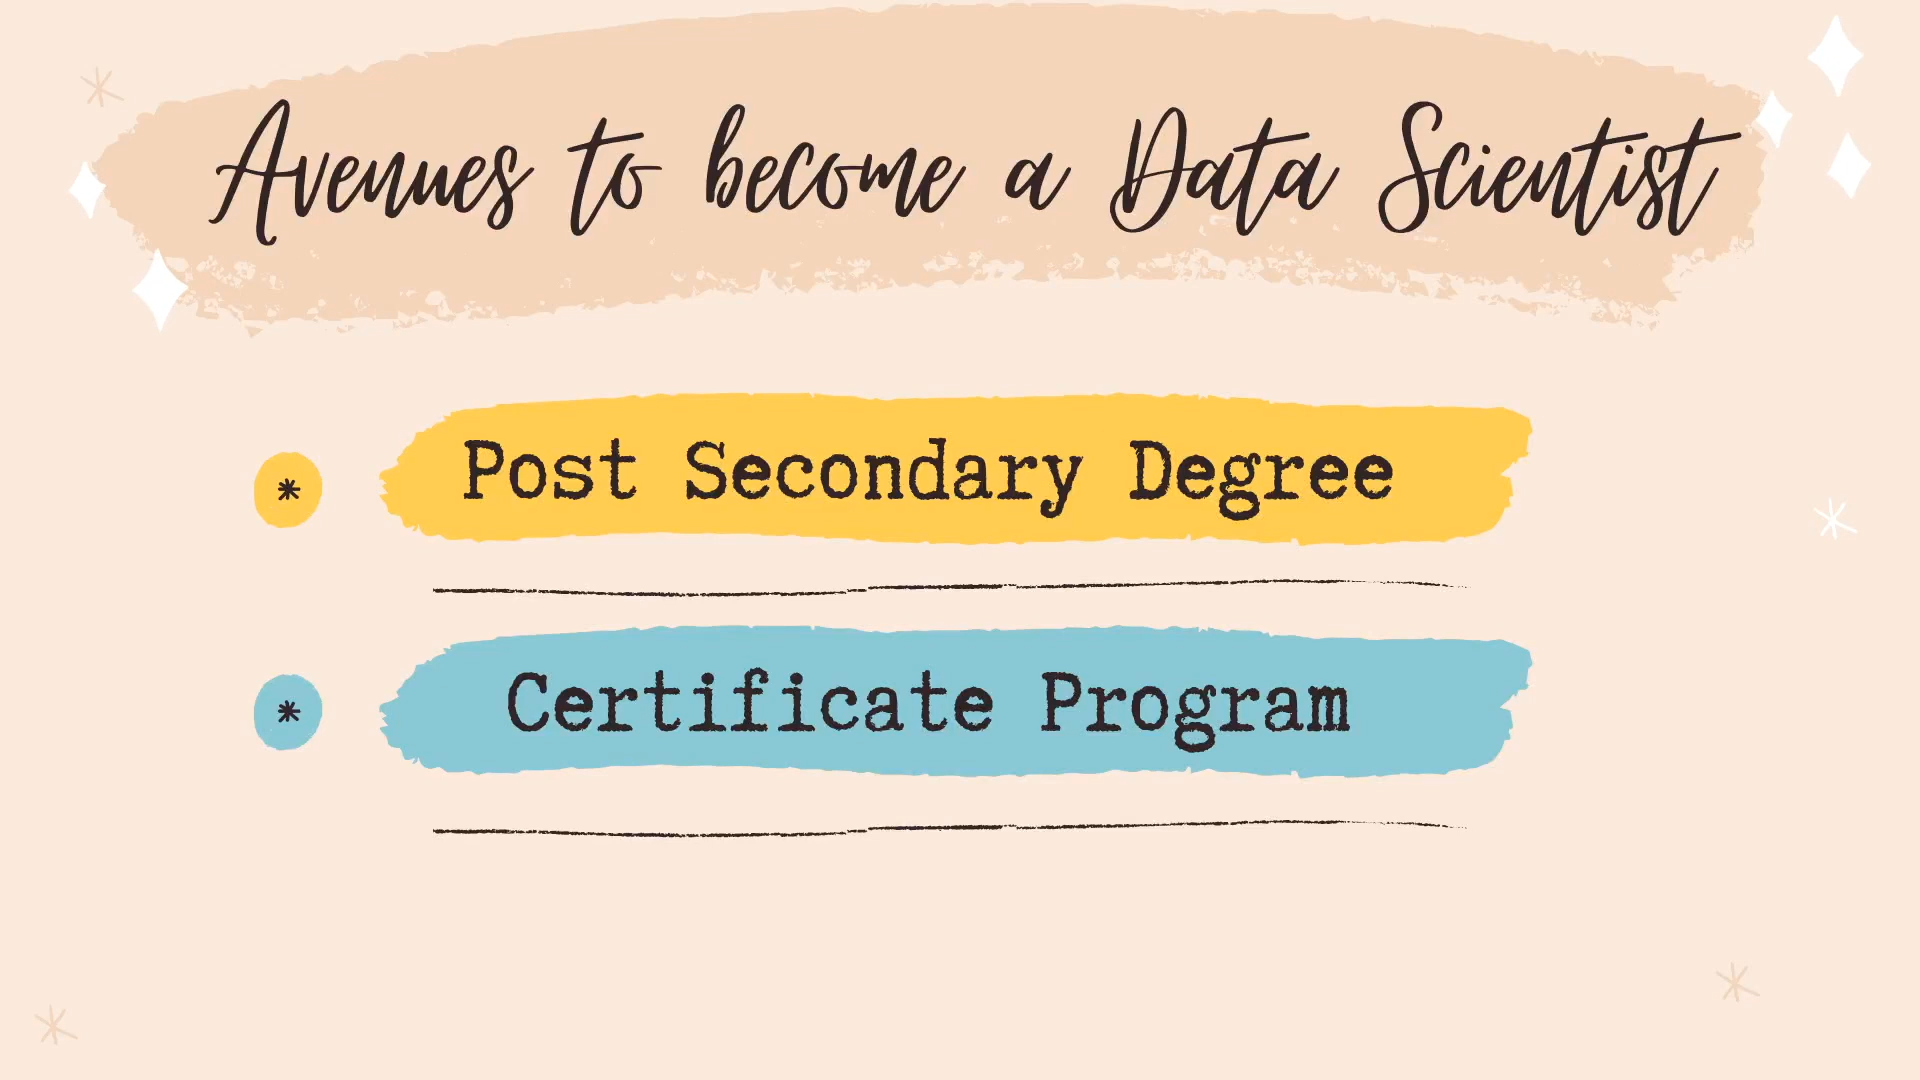 Avenues to become a Data Scientist
* Post Secondary Degree
* Certificate Program